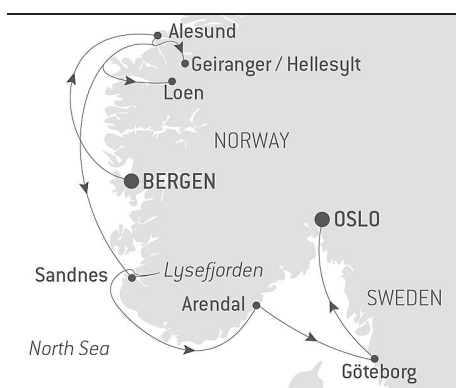 Alesund
Geiranger / Hellesylt
Loen
NORWAY
BERGEN
OSLO
Lysefjorden
Sandnes
Arendal
SWEDEN
North Sea
Göteborg